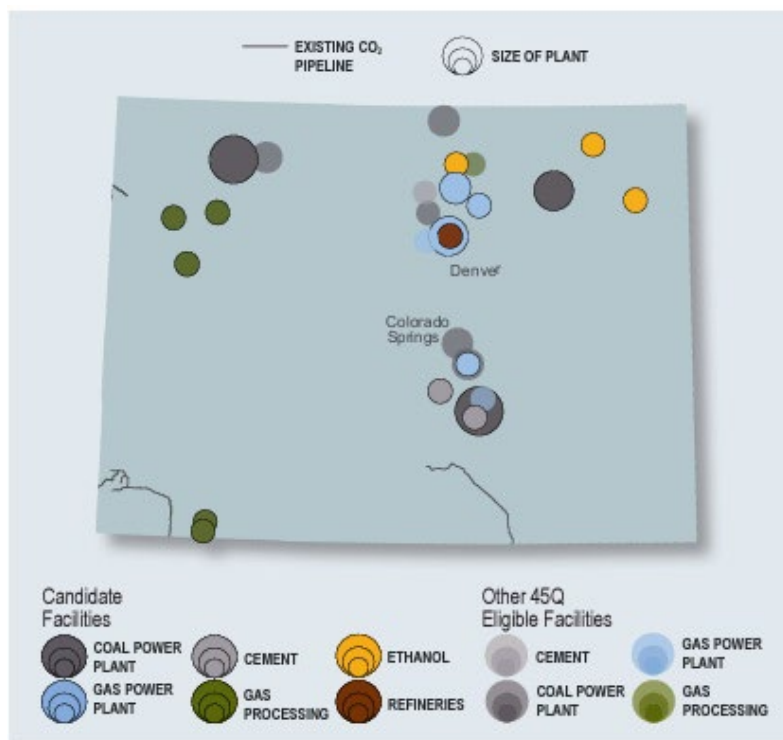 EXISTING CO₂
PIPELINE
SIZE OF PLANT
Denver
Colorado
Springs
Candidate
Facilities
COAL POWER
PLANT
CEMENT
ETHANOL
GAS POWER
PLANT
GAS
PROCESSING
REFINERIES
Other 45Q
Eligible Facilities
CEMENT
GAS POWER
PLANT
COAL POWER
PLANT
GAS
PROCESSING